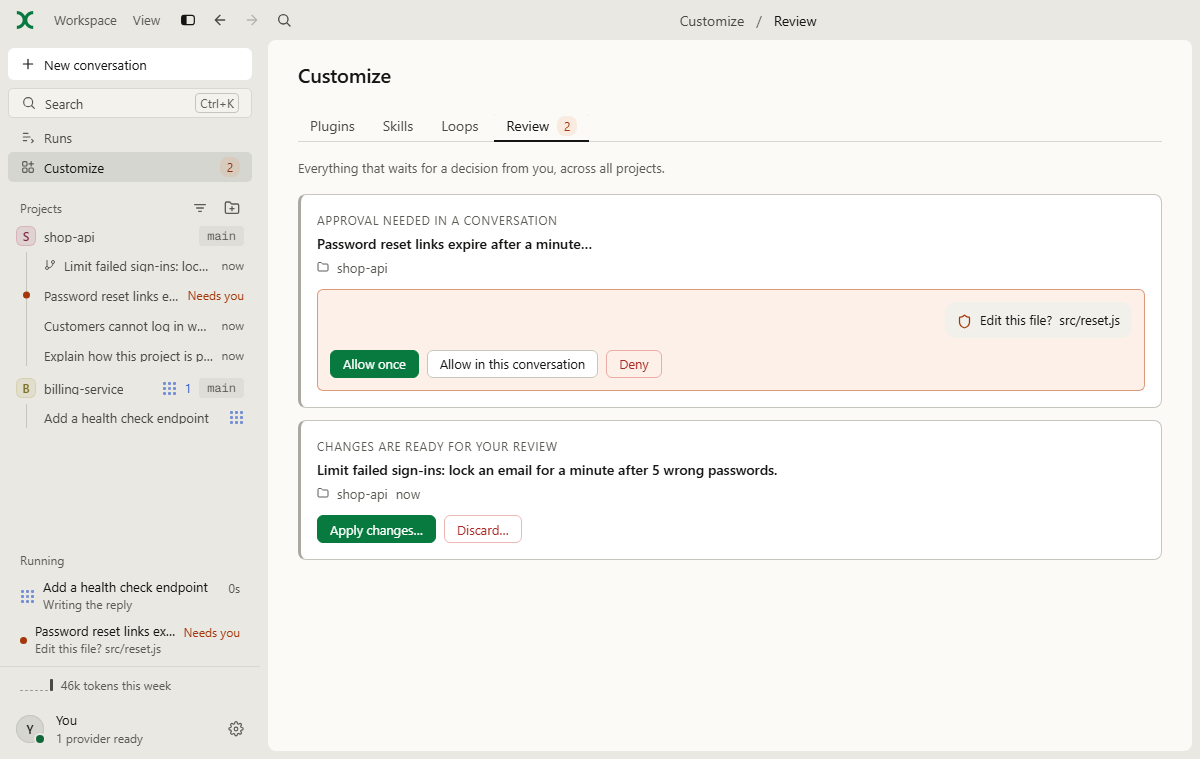 Workspace View
Customize / Review
New conversation
Search Ctrl+K
Runs
Customize 2
Projects
S shop-api main
Limit failed sign-ins: loc... now
Password reset links e... Needs you
Customers cannot log in w... now
Explain how this project is p... now
B billing-service 1 main
Add a health check endpoint
Running
Add a health check endpoint 0s
Writing the reply
Password reset links ex... Needs you
Edit this file? src/reset.js
46k tokens this week
Y You
1 provider ready
Customize
Plugins Skills Loops Review 2
Everything that waits for a decision from you, across all projects.
APPROVAL NEEDED IN A CONVERSATION
Password reset links expire after a minute...
shop-api
Edit this file? src/reset.js
Allow once Allow in this conversation Deny
CHANGES ARE READY FOR YOUR REVIEW
Limit failed sign-ins: lock an email for a minute after 5 wrong passwords.
shop-api now
Apply changes... Discard...